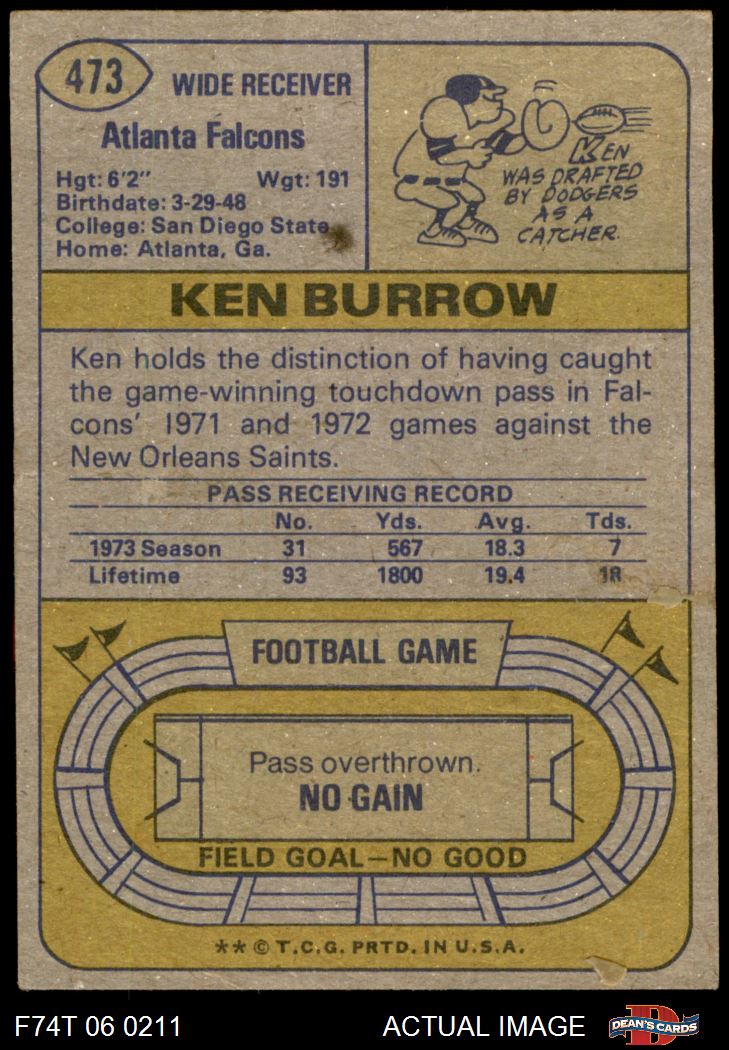 473
WIDE RECEIVER
Atlanta Falcons
Hgt: 6'2" Wgt: 191
Birthdate: 3-29-48
College: San Diego State
Home: Atlanta, Ga.
KEN
WAS DRAFTED
BY DODGERS
AS A
CATCHER.
KEN BURROW
Ken holds the distinction of having caught
the game-winning touchdown pass in Fal-
cons' 1971 and 1972 games against the
New Orleans Saints.
PASS RECEIVING RECORD
No. Yds. Avg. Tds.
1973 Season 31 567 18.3 7
Lifetime 93 1800 19.4 18
FOOTBALL GAME
Pass overthrown.
NO GAIN
FIELD GOAL—NO GOOD
** © T.C.G. PRTD. IN U.S.A.
F74T 06 0211 ACTUAL IMAGE D DEAN'S CARDS